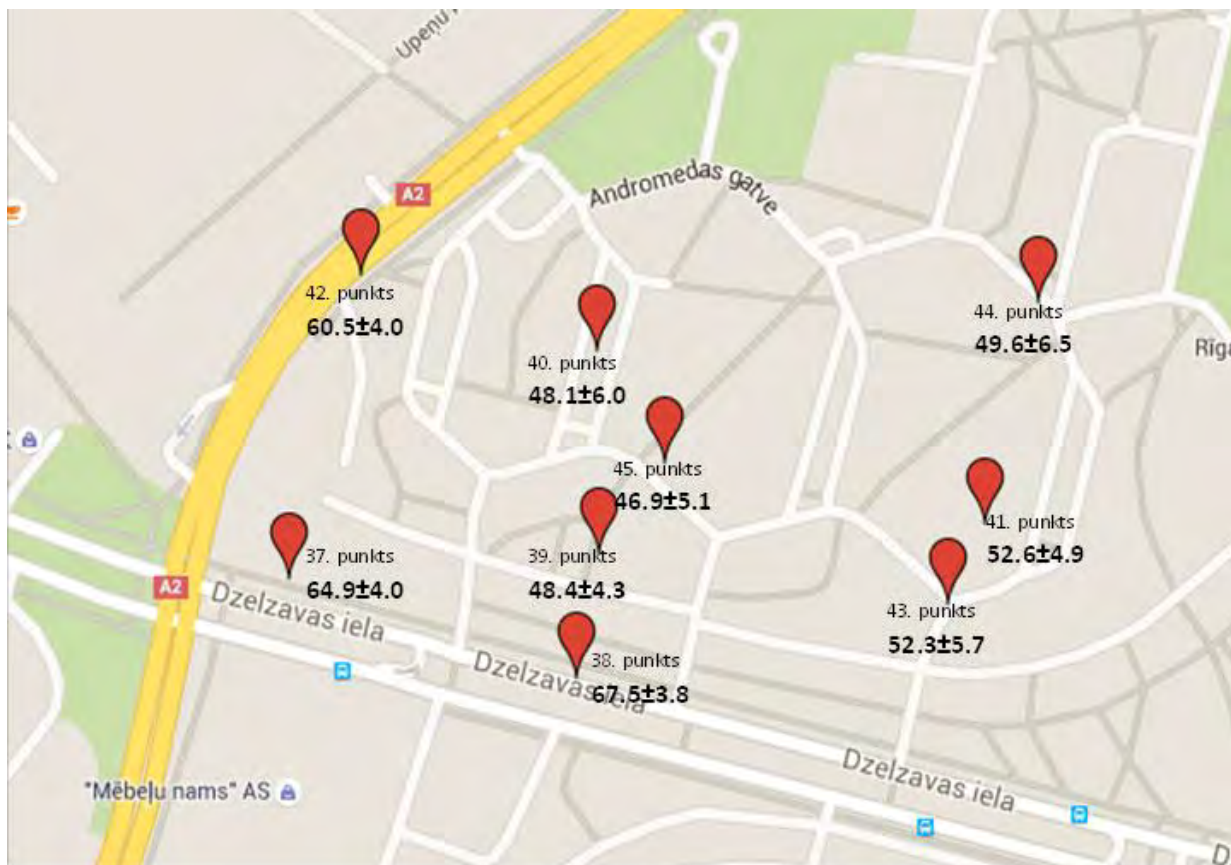 Upeņu
A2
Andromedas gatve
42. punkts
60.5±4.0
44. punkts
49.6±6.5
Rīga
40. punkts
48.1±6.0
45. punkts
46.9±5.1
41. punkts
52.6±4.9
37. punkts
64.9±4.0
39. punkts
48.4±4.3
A2
Dzelzavas iela
43. punkts
52.3±5.7
38. punkts
67.5±3.8
Dzelzavas iela
Dzelzavas iela
"Mēbeļu nams" AS